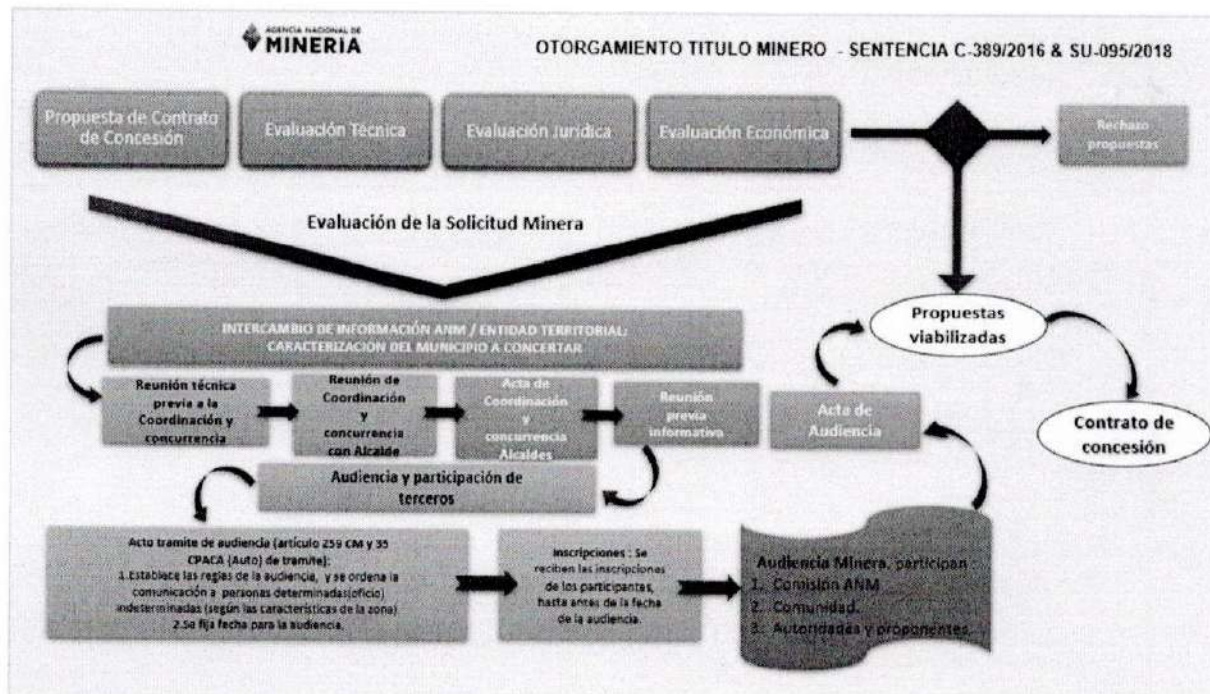 AGENCIA NACIONAL DE
MINERÍA
OTORGAMIENTO TITULO MINERO - SENTENCIA C-389/2016 & SU-095/2018
Propuesta de Contrato
de Concesión
Evaluación Técnica
Evaluación Jurídica
Evaluación Económica
Rechazo
propuestas
Evaluación de la Solicitud Minera
INTERCAMBIO DE INFORMACIÓN ANM / ENTIDAD TERRITORIAL:
CARACTERIZACION DEL MUNICIPIO A CONCERTAR
Propuestas
viabilizadas
Reunión técnica
previa a la
Coordinación y
concurrencia
Reunión de
Coordinación
y
concurrencia
con Alcalde
Acta de
Coordinación
y
concurrencia
Alcaldes
Reunión
previa
informativa
Acta de
Audiencia
Contrato de
concesión
Audiencia y participación de
terceros
Acto tramite de audiencia (artículo 259 CM y 35
CPACA (Auto) de tramite):
1.Establece las reglas de la audiencia, y se ordena la
comunicación a personas determinadas(oficio)
indeterminadas (según las características de la zona)
2.Se fija fecha para la audiencia.
Inscripciones : Se
reciben las inscripciones
de los participantes,
hasta antes de la fecha
de la audiencia.
Audiencia Minera, participan :
1. Comisión ANM
2. Comunidad.
3. Autoridades y proponentes.